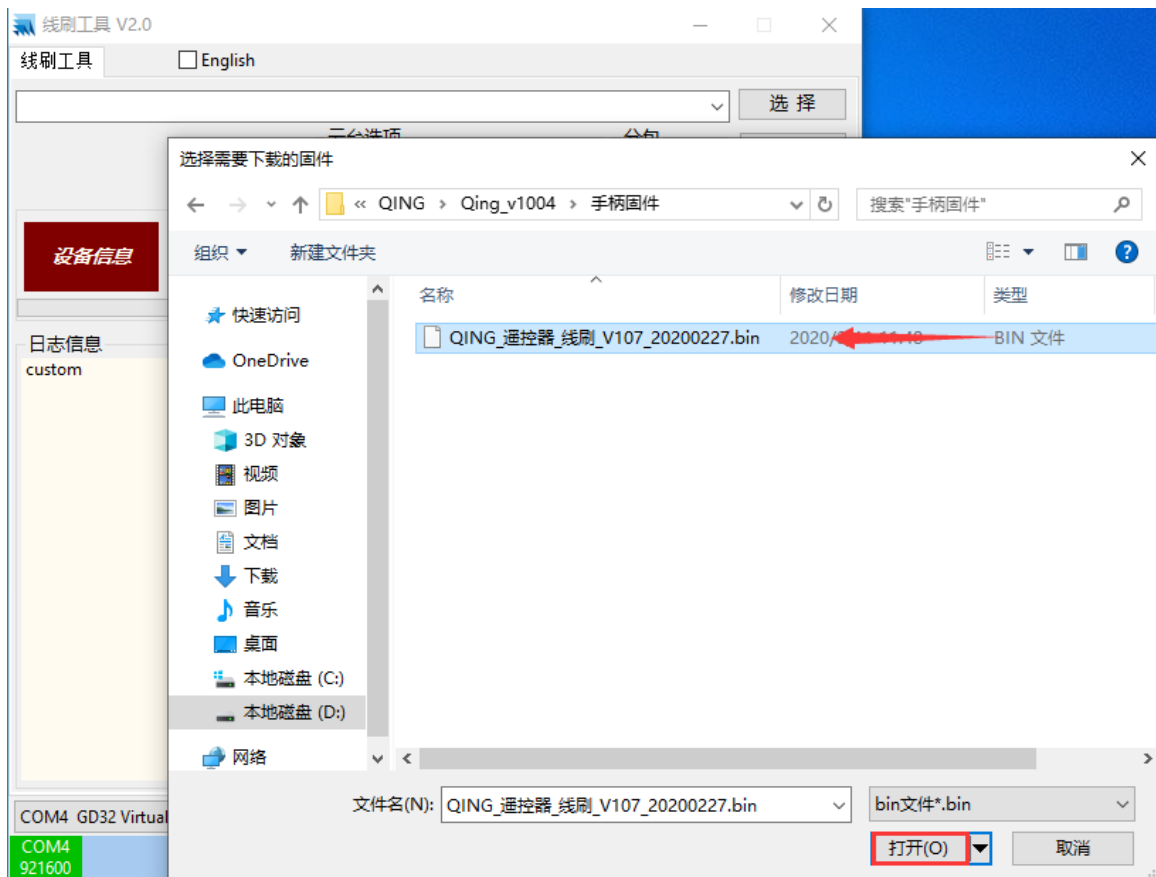 线刷工具 V2.0
线刷工具
English
选 择
设备信息
日志信息
custom
COM4 GD32 Virtual
COM4
921600
选择需要下载的固件
« QING › Qing_v1004 › 手柄固件
搜索"手柄固件"
组织
新建文件夹
名称
修改日期
类型
QING_遥控器_线刷_V107_20200227.bin
2020/
BIN 文件
快速访问
OneDrive
此电脑
3D 对象
视频
图片
文档
下载
音乐
桌面
本地磁盘 (C:)
本地磁盘 (D:)
网络
文件名(N):
QING_遥控器_线刷_V107_20200227.bin
bin文件*.bin
打开(O)
取消